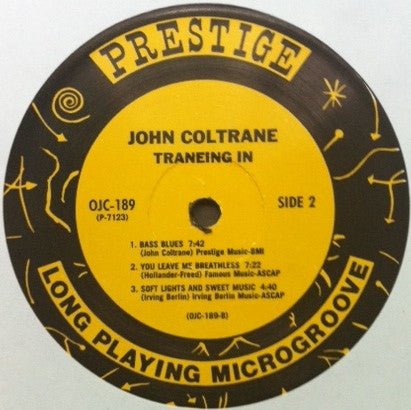 PRESTIGE
JOHN COLTRANE
TRANEING IN
OJC-189
(P-7123)
SIDE 2
1. BASS BLUES 7:42
(John Coltrane) Prestige Music-BMI
2. YOU LEAVE ME BREATHLESS 7:22
(Hollander-Freed) Famous Music-ASCAP
3. SOFT LIGHTS AND SWEET MUSIC 4:40
(Irving Berlin) Irving Berlin Music-ASCAP
(OJC-189-B)
LONG PLAYING MICROGROOVE